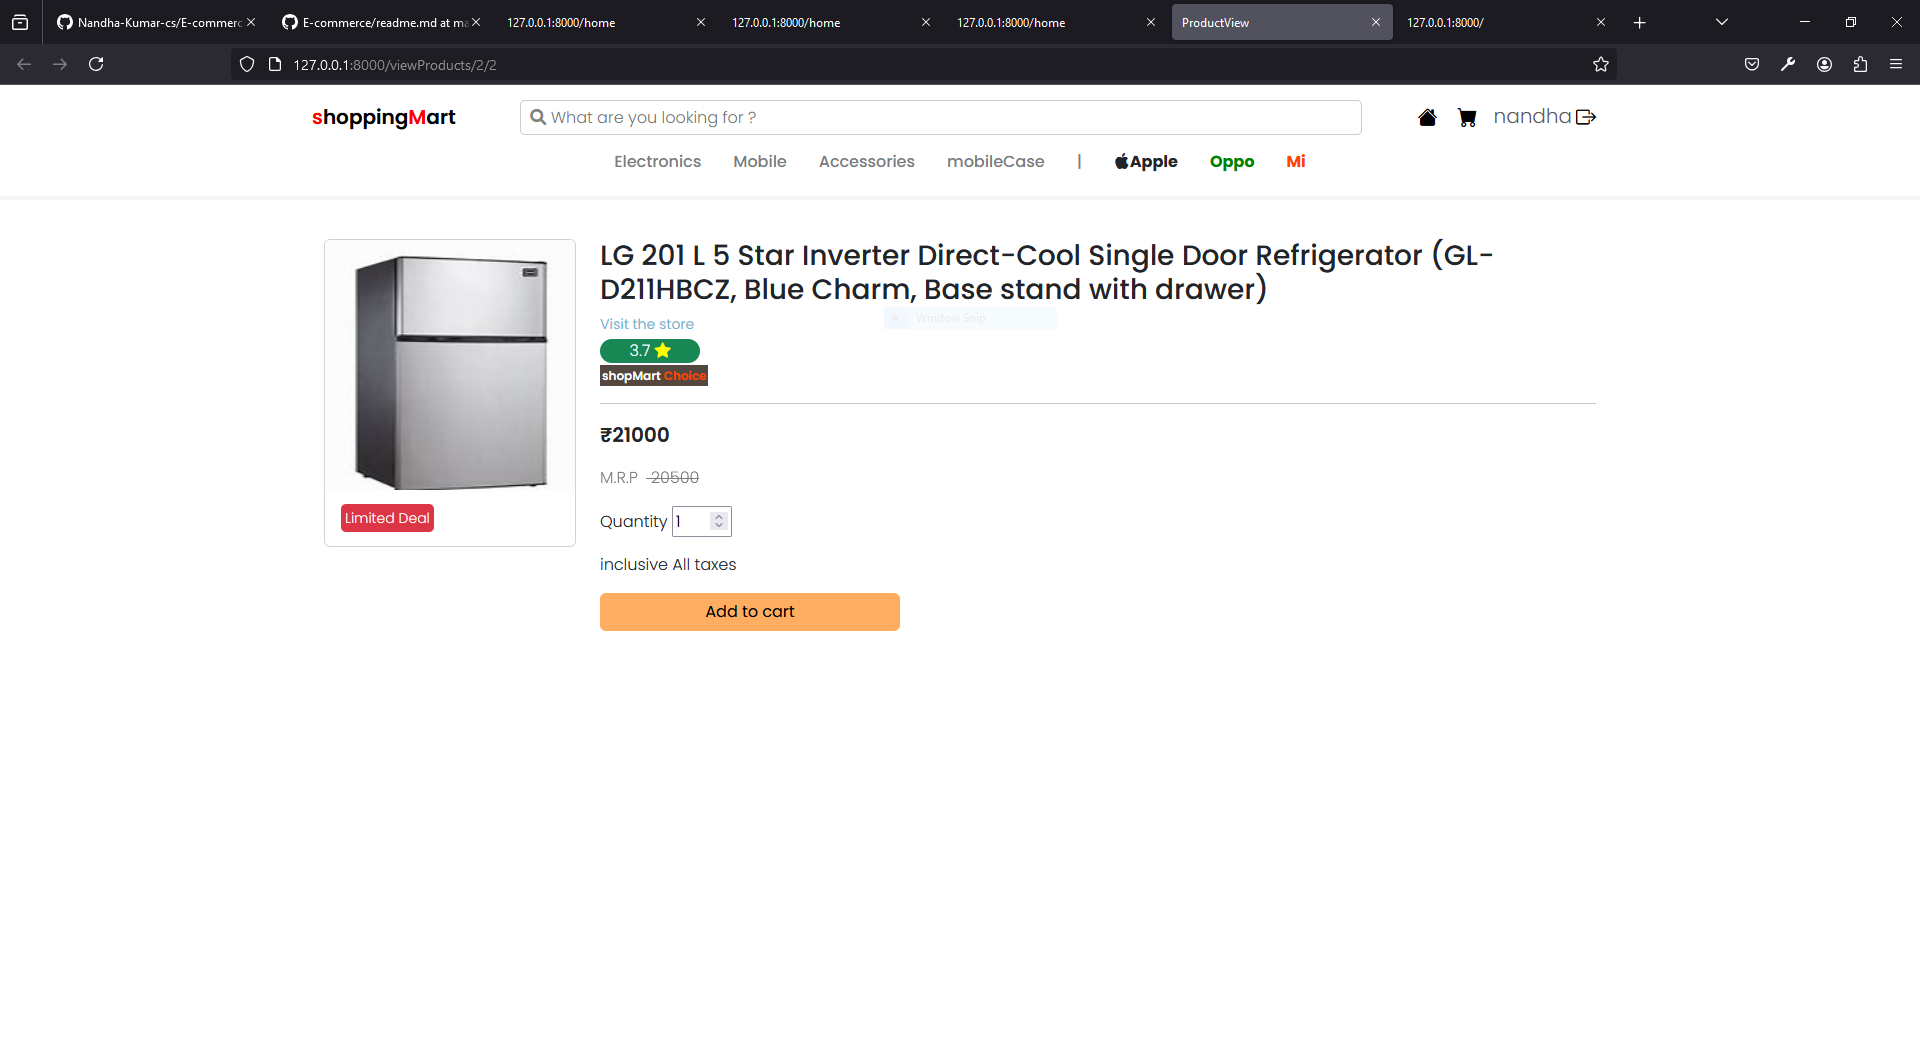 Nandha-Kumar-cs/E-commerc
E-commerce/readme.md at ma
127.0.0.1:8000/home
127.0.0.1:8000/home
127.0.0.1:8000/home
ProductView
127.0.0.1:8000/
127.0.0.1:8000/viewProducts/2/2
shoppingMart
What are you looking for ?
nandha
Electronics Mobile Accessories mobileCase | Apple Oppo Mi
LG 201 L 5 Star Inverter Direct-Cool Single Door Refrigerator (GL-
D211HBCZ, Blue Charm, Base stand with drawer)
Window Snip
Visit the store
3.7
shopMart Choice
₹21000
M.R.P 20500
Quantity 1
inclusive All taxes
Add to cart
Limited Deal